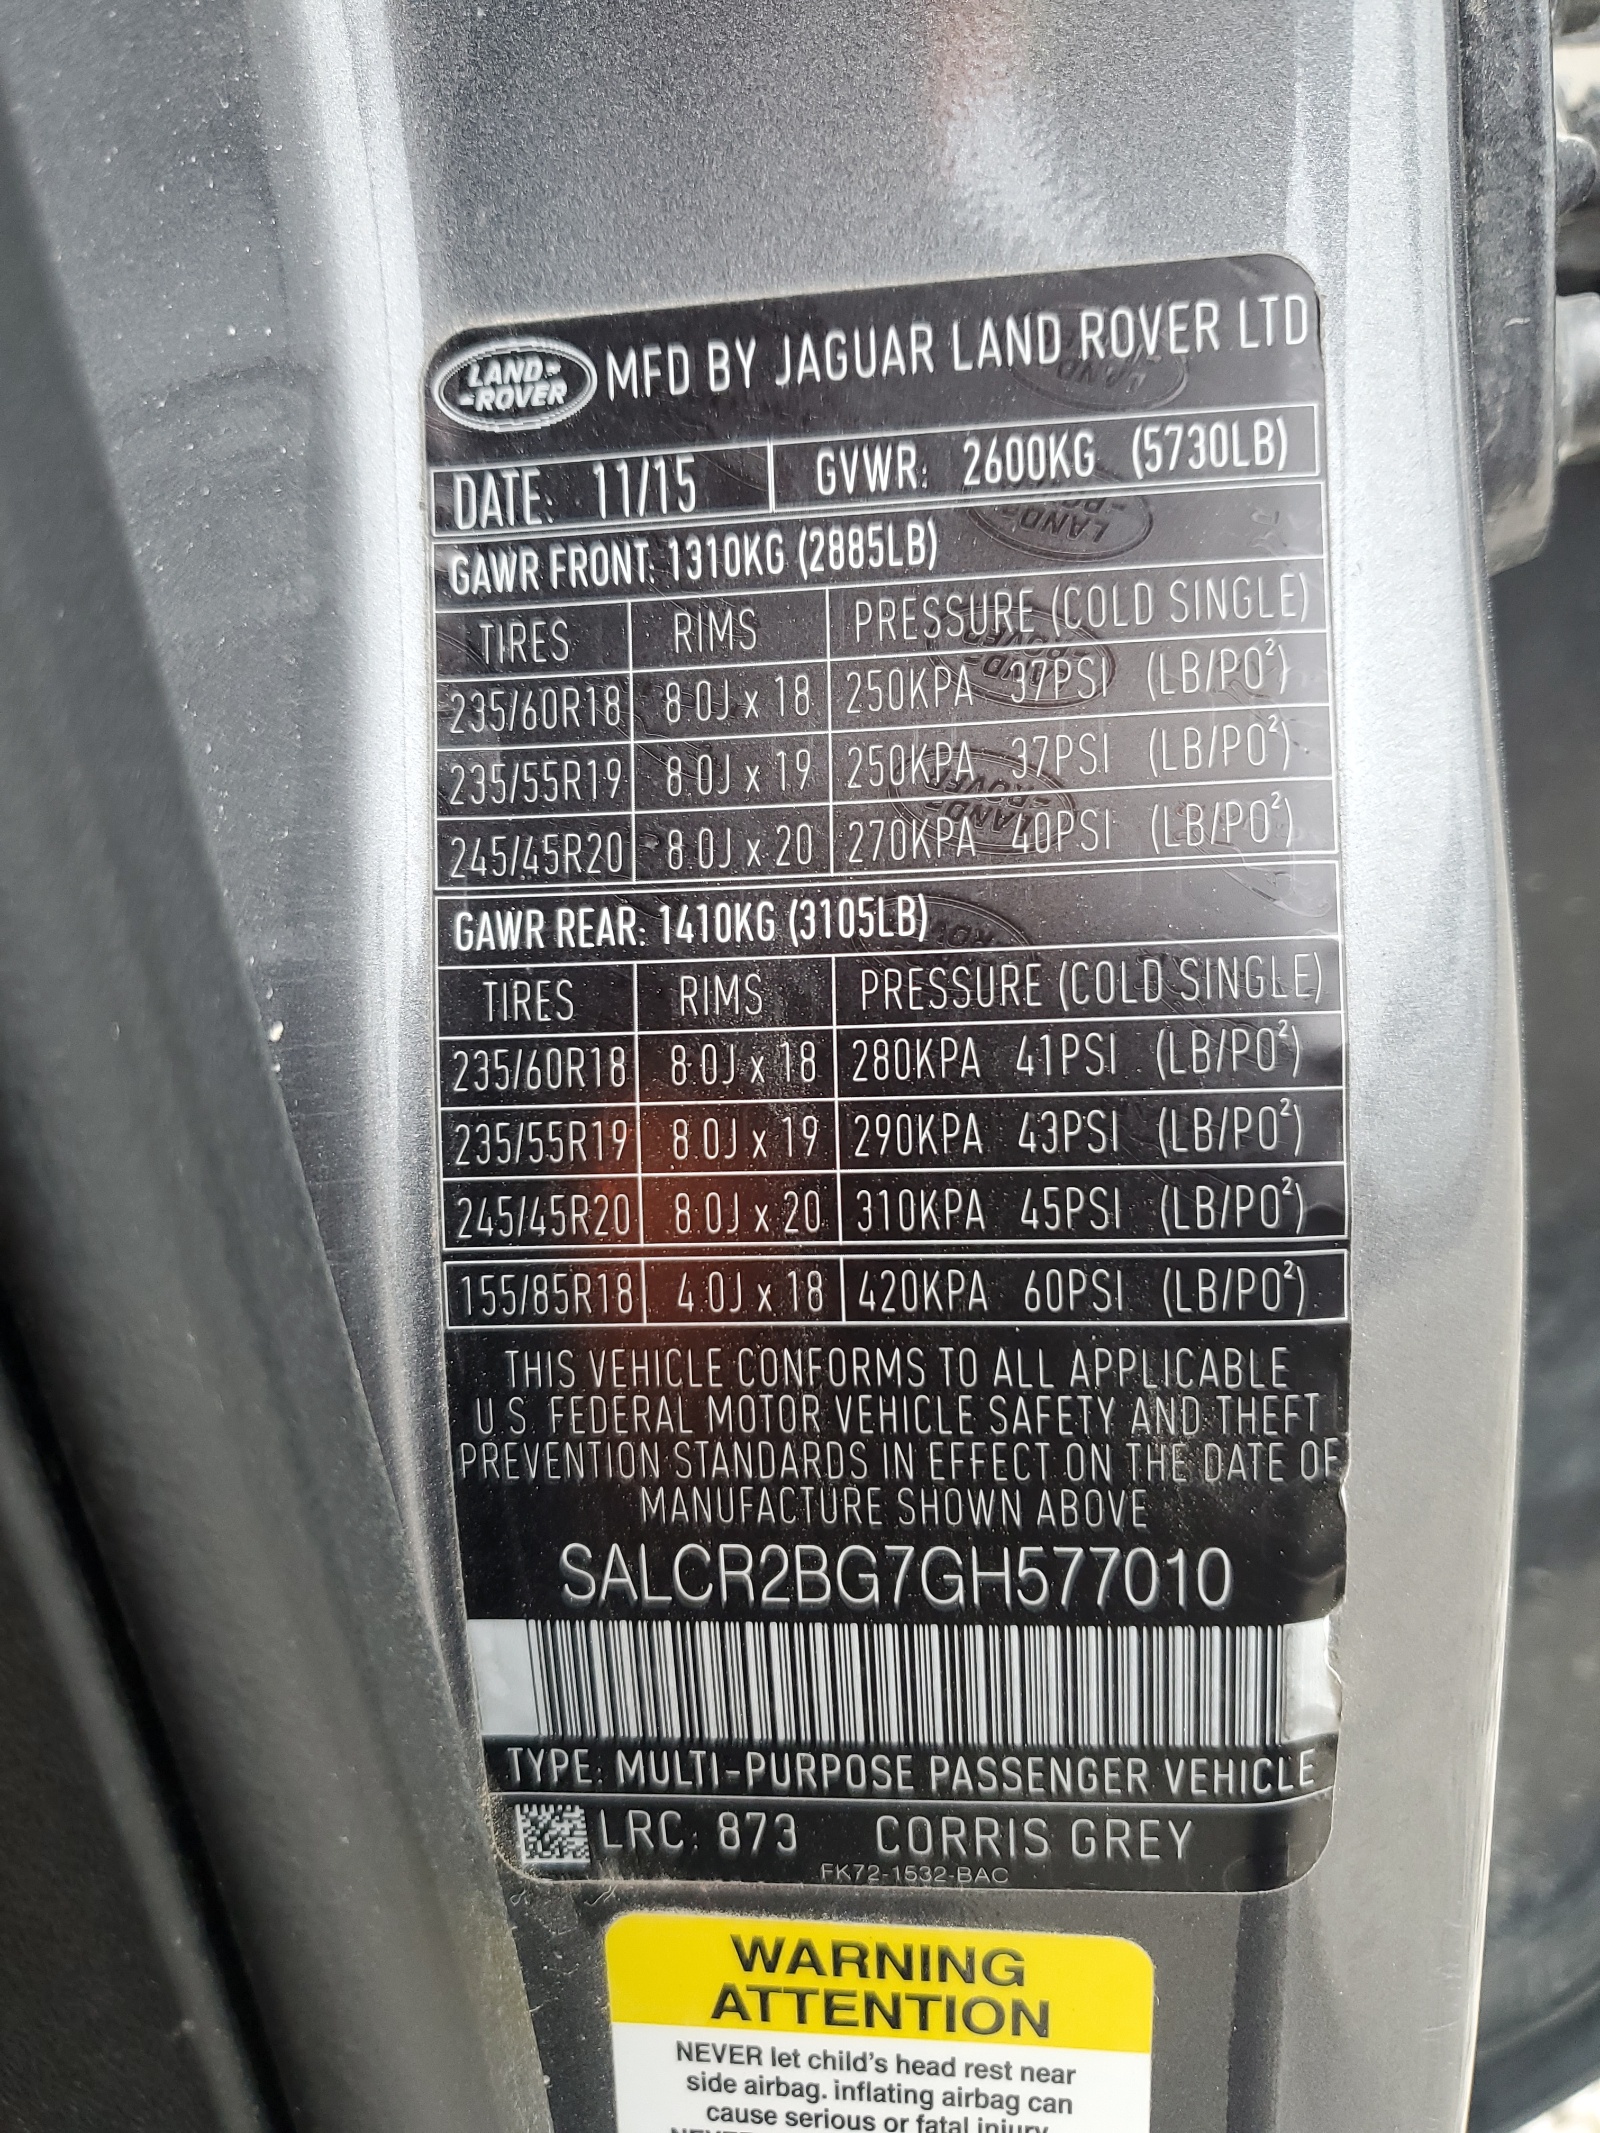 LAND-
-ROVER
MFD BY JAGUAR LAND ROVER LTD
DATE: 11/15 GVWR: 2600KG (5730LB)
GAWR FRONT: 1310KG (2885LB)
TIRES RIMS PRESSURE (COLD SINGLE)
235/60R18 8.0J x 18 250KPA 37PSI (LB/PO²)
235/55R19 8.0J x 19 250KPA 37PSI (LB/PO²)
245/45R20 8.0J x 20 270KPA 40PSI (LB/PO²)
GAWR REAR: 1410KG (3105LB)
TIRES RIMS PRESSURE (COLD SINGLE)
235/60R18 8.0J x 18 280KPA 41PSI (LB/PO²)
235/55R19 8.0J x 19 290KPA 43PSI (LB/PO²)
245/45R20 8.0J x 20 310KPA 45PSI (LB/PO²)
155/85R18 4.0J x 18 420KPA 60PSI (LB/PO²)
THIS VEHICLE CONFORMS TO ALL APPLICABLE
U.S. FEDERAL MOTOR VEHICLE SAFETY AND THEFT
PREVENTION STANDARDS IN EFFECT ON THE DATE OF
MANUFACTURE SHOWN ABOVE
SALCR2BG7GH577010
TYPE: MULTI-PURPOSE PASSENGER VEHICLE
LRC: 873 CORRIS GREY
FK72-1532-BAC
WARNING
ATTENTION
NEVER let child's head rest near
side airbag. inflating airbag can
cause serious or fatal injury